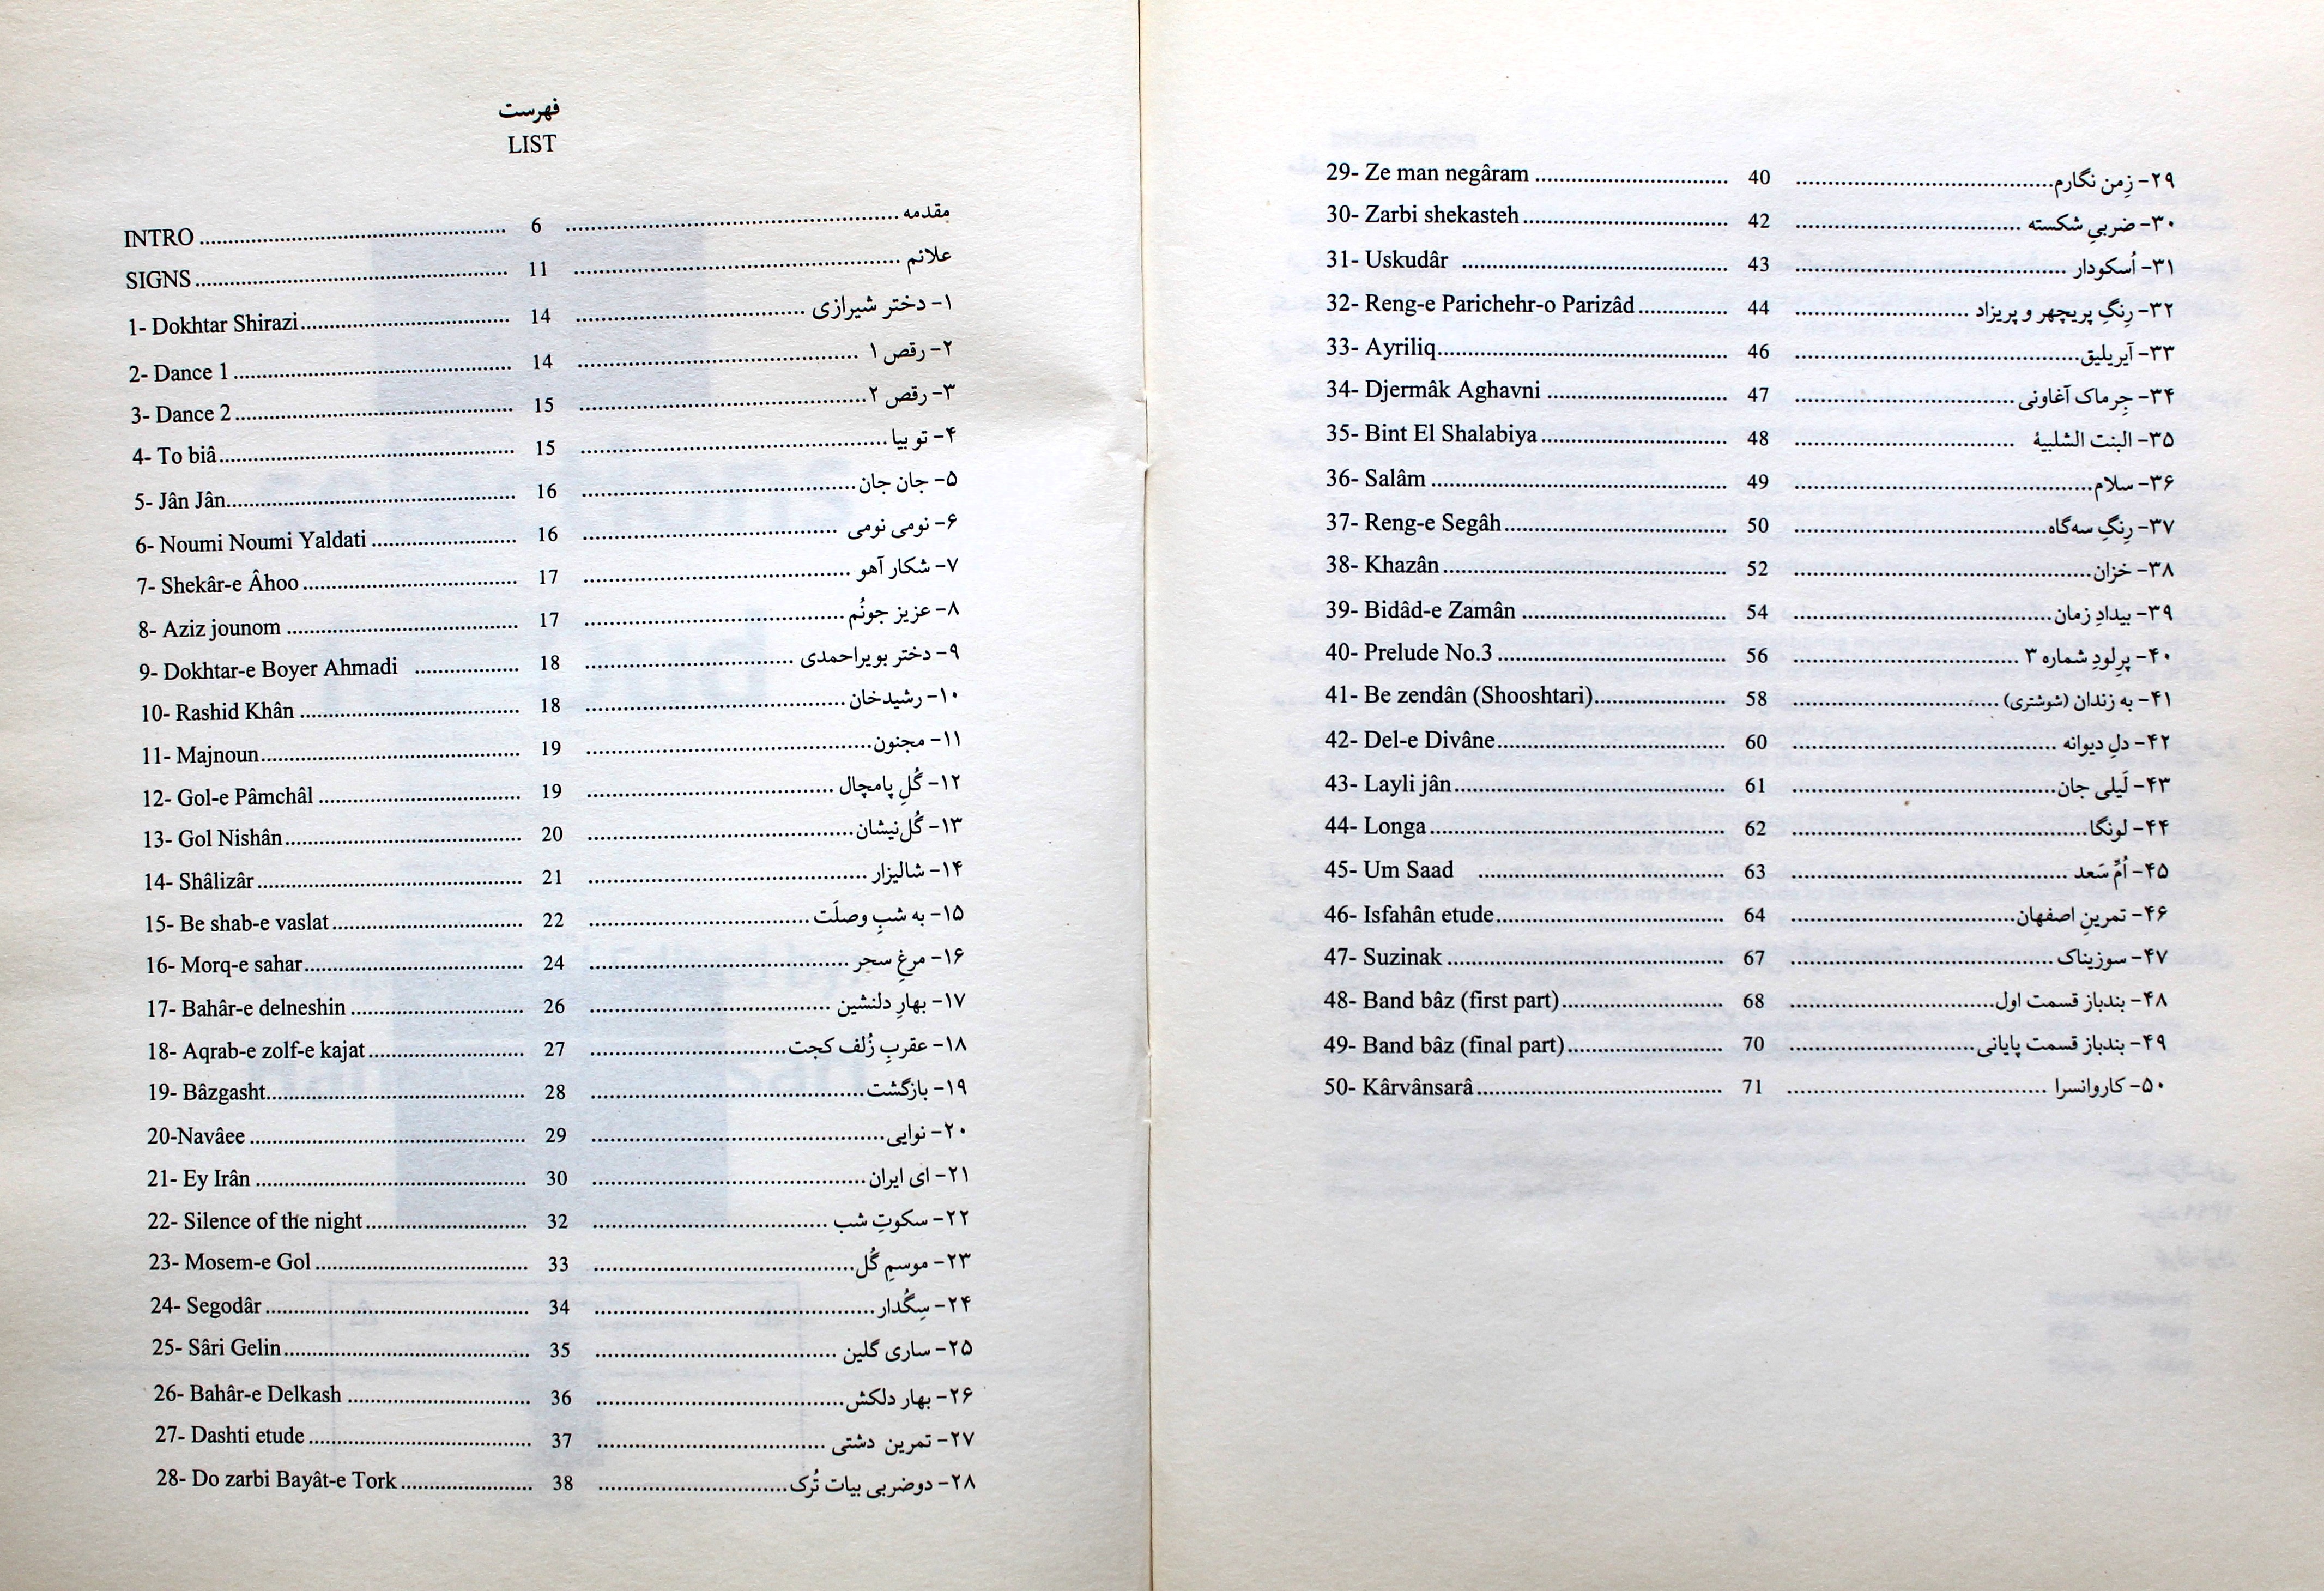 فهرست
LIST
INTRO ........ 6 ........ مقدمه
SIGNS ........ 11 ........ علائم
1- Dokhtar Shirazi ........ 14 ........ ۱- دختر شیرازی
2- Dance 1 ........ 14 ........ ۲- رقص ۱
3- Dance 2 ........ 15 ........ ۳- رقص ۲
4- To biâ ........ 15 ........ ۴- تو بیا
5- Jân Jân ........ 16 ........ ۵- جان جان
6- Noumi Noumi Yaldati ........ 16 ........ ۶- نومی نومی
7- Shekâr-e Âhoo ........ 17 ........ ۷- شکار آهو
8- Aziz jounom ........ 17 ........ ۸- عزیز جونُم
9- Dokhtar-e Boyer Ahmadi ........ 18 ........ ۹- دختر بویراحمدی
10- Rashid Khân ........ 18 ........ ۱۰- رشیدخان
11- Majnoun ........ 19 ........ ۱۱- مجنون
12- Gol-e Pâmchâl ........ 19 ........ ۱۲- گُلِ پامچال
13- Gol Nishân ........ 20 ........ ۱۳- گُل‌نیشان
14- Shâlizâr ........ 21 ........ ۱۴- شالیزار
15- Be shab-e vaslat ........ 22 ........ ۱۵- به شبِ وصلَت
16- Morq-e sahar ........ 24 ........ ۱۶- مرغِ سحر
17- Bahâr-e delneshin ........ 26 ........ ۱۷- بهارِ دلنشین
18- Aqrab-e zolf-e kajat ........ 27 ........ ۱۸- عقربِ زُلف کجت
19- Bâzgasht ........ 28 ........ ۱۹- بازگشت
20-Navâee ........ 29 ........ ۲۰- نوایی
21- Ey Irân ........ 30 ........ ۲۱- ای ایران
22- Silence of the night ........ 32 ........ ۲۲- سکوتِ شب
23- Mosem-e Gol ........ 33 ........ ۲۳- موسمِ گُل
24- Segodâr ........ 34 ........ ۲۴- سِگُدار
25- Sâri Gelin ........ 35 ........ ۲۵- ساری گلین
26- Bahâr-e Delkash ........ 36 ........ ۲۶- بهار دلکش
27- Dashti etude ........ 37 ........ ۲۷- تمرین دشتی
28- Do zarbi Bayât-e Tork ........ 38 ........ ۲۸- دوضربی بیات تُرک
29- Ze man negâram ........ 40 ........ ۲۹- زِمن نگارم
30- Zarbi shekasteh ........ 42 ........ ۳۰- ضربیِ شکسته
31- Uskudâr ........ 43 ........ ۳۱- اُسکودار
32- Reng-e Parichehr-o Parizâd ........ 44 ........ ۳۲- رِنگِ پریچهر و پریزاد
33- Ayriliq ........ 46 ........ ۳۳- آیریلیق
34- Djermâk Aghavni ........ 47 ........ ۳۴- جِرماک آغاونی
35- Bint El Shalabiya ........ 48 ........ ۳۵- البنت الشلبیهٔ
36- Salâm ........ 49 ........ ۳۶- سلام
37- Reng-e Segâh ........ 50 ........ ۳۷- رِنگِ سه‌گاه
38- Khazân ........ 52 ........ ۳۸- خزان
39- Bidâd-e Zamân ........ 54 ........ ۳۹- بیدادِ زمان
40- Prelude No.3 ........ 56 ........ ۴۰- پرِلودِ شماره ۳
41- Be zendân (Shooshtari) ........ 58 ........ ۴۱- به زندان (شوشتری)
42- Del-e Divâne ........ 60 ........ ۴۲- دلِ دیوانه
43- Layli jân ........ 61 ........ ۴۳- لَیلی جان
44- Longa ........ 62 ........ ۴۴- لونگا
45- Um Saad ........ 63 ........ ۴۵- اُمِّ سَعد
46- Isfahân etude ........ 64 ........ ۴۶- تمرینِ اصفهان
47- Suzinak ........ 67 ........ ۴۷- سوزیناک
48- Band bâz (first part) ........ 68 ........ ۴۸- بندباز قسمت اول
49- Band bâz (final part) ........ 70 ........ ۴۹- بندباز قسمت پایانی
50- Kârvânsarâ ........ 71 ........ ۵۰- کاروانسرا